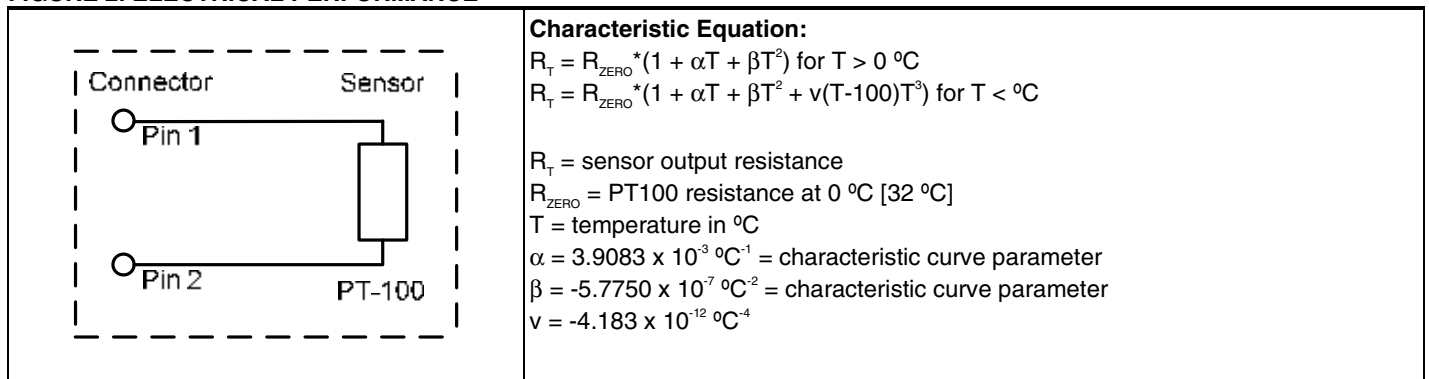 Connector Sensor
Pin 1
Pin 2
PT-100
Characteristic Equation:
R_T = R_ZERO*(1 + αT + βT²) for T > 0 ºC
R_T = R_ZERO*(1 + αT + βT² + v(T-100)T³) for T < ºC
R_T = sensor output resistance
R_ZERO = PT100 resistance at 0 ºC [32 ºC]
T = temperature in ºC
α = 3.9083 x 10⁻³ ºC⁻¹ = characteristic curve parameter
β = -5.7750 x 10⁻⁷ ºC⁻² = characteristic curve parameter
v = -4.183 x 10⁻¹² ºC⁻⁴